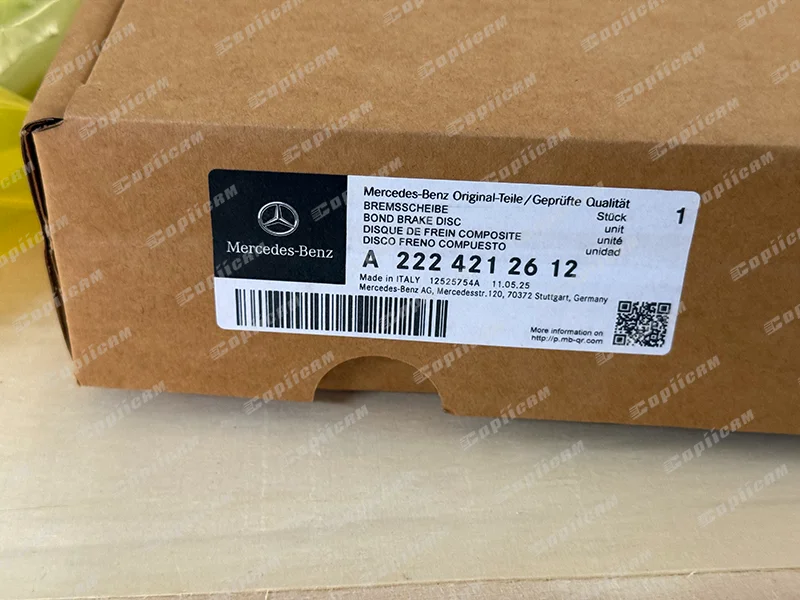 Mercedes-Benz
Mercedes-Benz Original-Teile/Geprüfte Qualität
BREMSSCHEIBE Stück 1
BOND BRAKE DISC unit
DISQUE DE FREIN COMPOSITE unité
DISCO FRENO COMPUESTO unidad
A 222 421 26 12
Made in ITALY 12525754A 11.05.25
Mercedes-Benz AG, Mercedesstr.120, 70372 Stuttgart, Germany
More information on
http://p.mb-qr.com
CopiiCAM